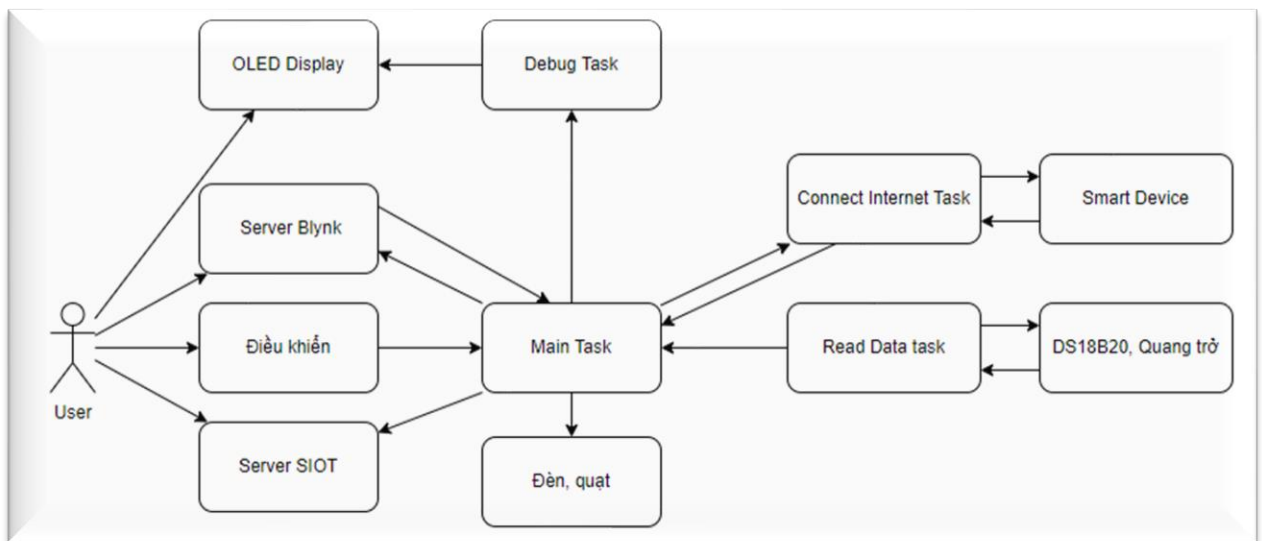 OLED Display
Debug Task
Connect Internet Task
Smart Device
Server Blynk
Điều khiển
Main Task
Read Data task
DS18B20, Quang trở
User
Server SIOT
Đèn, quạt